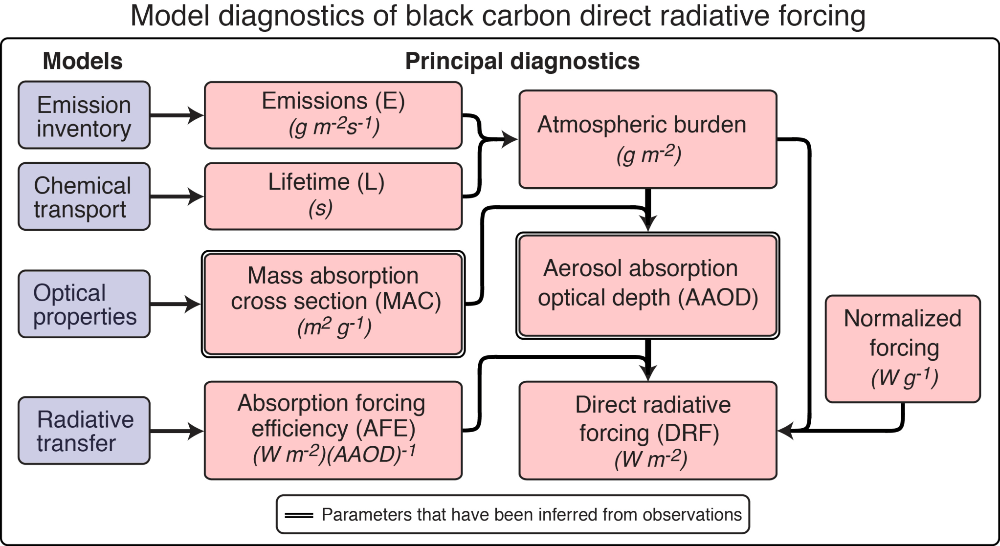 Model diagnostics of black carbon direct radiative forcing
Models
Principal diagnostics
Emission
inventory
Emissions (E)
(g m⁻²s⁻¹)
Atmospheric burden
(g m⁻²)
Chemical
transport
Lifetime (L)
(s)
Optical
properties
Mass absorption
cross section (MAC)
(m² g⁻¹)
Aerosol absorption
optical depth (AAOD)
Normalized
forcing
(W g⁻¹)
Radiative
transfer
Absorption forcing
efficiency (AFE)
(W m⁻²)(AAOD)⁻¹
Direct radiative
forcing (DRF)
(W m⁻²)
Parameters that have been inferred from observations